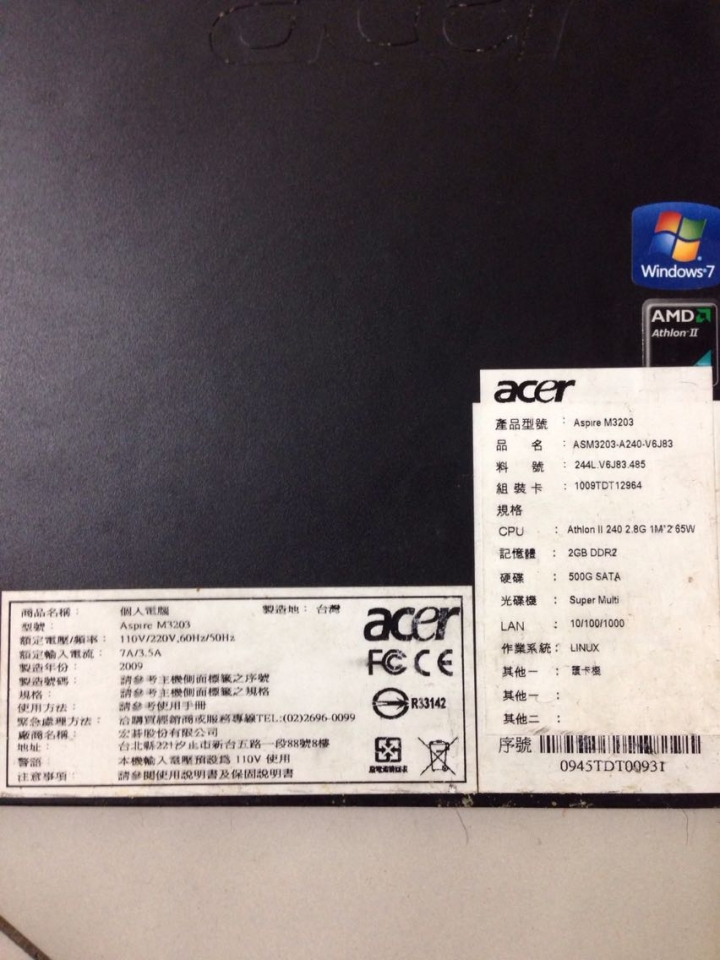 acer
Windows 7
AMD
Athlon II
acer
產品型號 : Aspire M3203
品 名 : ASM3203-A240-V6J83
料 號 : 244L.V6J83.485
組裝卡 : 1009TDT12964
規格
CPU : Athlon II 240 2.8G 1M*2 65W
記憶體 : 2GB DDR2
硬碟 : 500G SATA
光碟機 : Super Multi
LAN : 10/100/1000
作業系統 : LINUX
其他一 : 讀卡機
其他一 :
其他二 :
序號
0945TDT00931
商品名稱 : 個人電腦 製造地 : 台灣
型號 : Aspire M3203
額定電壓/頻率 : 110V/220V,60Hz/50Hz
額定輸入電流 : 7A/3.5A
製造年份 : 2009
製造號碼 : 請參考主機側面標籤之序號
規格 : 請參考主機側面標籤之規格
使用方法 : 請參考使用手冊
緊急處理方法 : 洽購買經銷商或服務專線TEL:(02)2696-0099
廠商名稱 : 宏碁股份有限公司
地址 : 台北縣221汐止市新台五路一段88號8樓
警語 : 本機輸入電壓預設為 110V 使用
注意事項 : 請參閱使用說明書及保固說明書
acer
FC CE
R33142